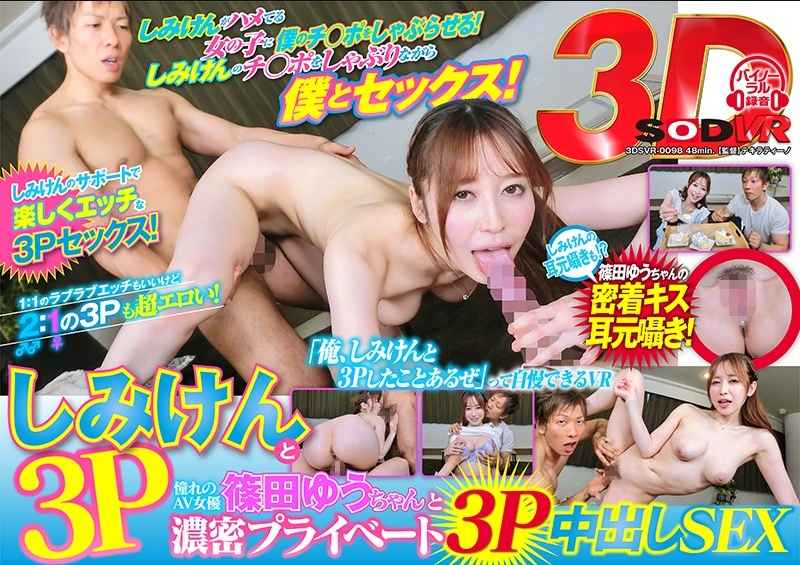 しみけんがハメてる
女の子に僕のチ○ポをしゃぶらせる!
しみけんのチ○ポをしゃぶりながら
僕とセックス!
3D
バイノーラル録音
SODVR
3DSVR-0098 48min.【監督】テキラティーノ
しみけんのサポートで
楽しくエッチな
3Pセックス!
1:1のラブラブエッチもいいけど
2:1の3Pも超エロい!
しみけんの
耳元囁きも!?
篠田ゆうちゃんの
密着キス
耳元囁き!
「俺、しみけんと
3Pしたことあるぜ」って自慢できるVR
しみけんと
3P
憧れの
AV女優
篠田ゆうちゃんと
濃密プライベート
3P
中出しSEX